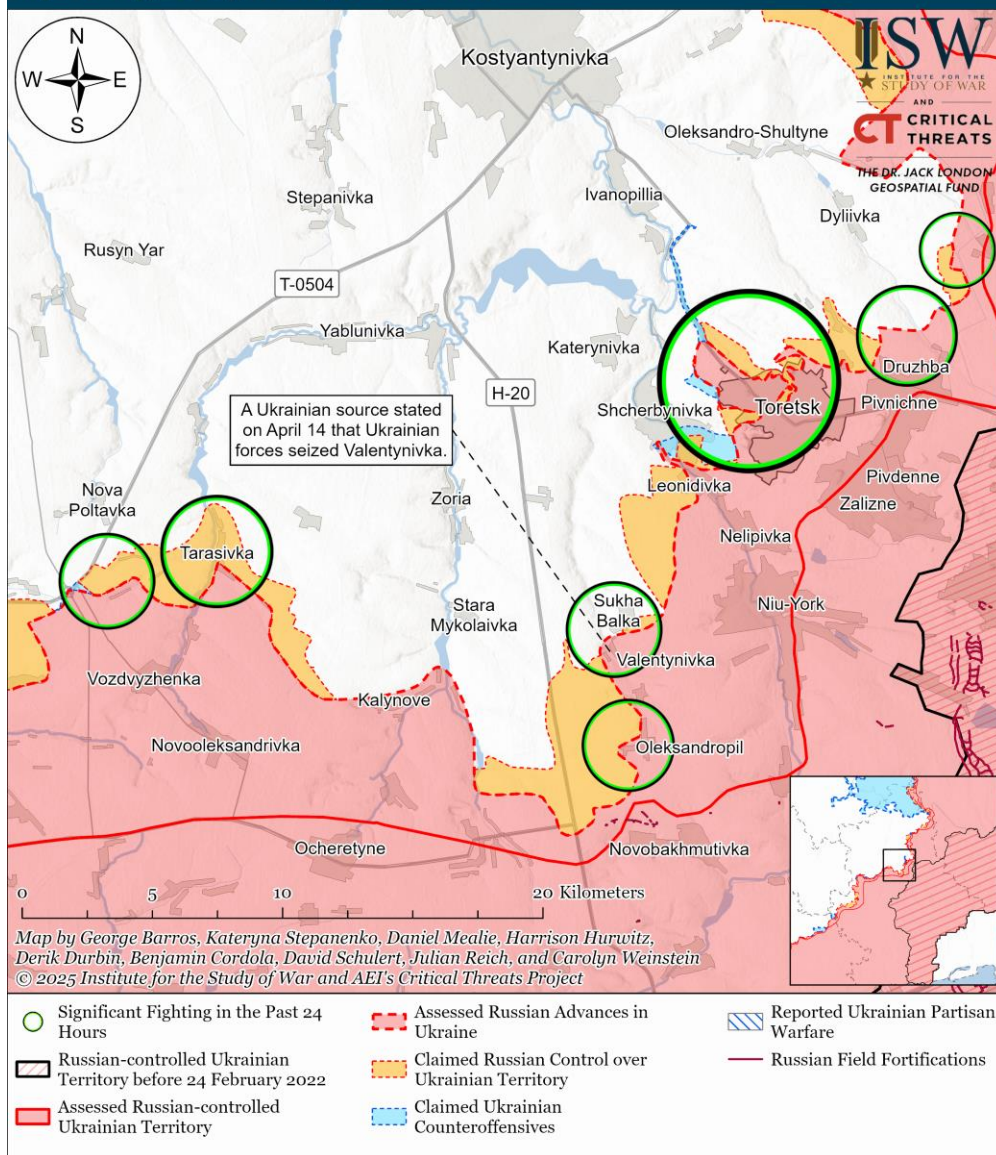 N
W E
S
Kostyantynivka
ISW
INSTITUTE FOR THE
STUDY OF WAR
AND
CT CRITICAL
THREATS
THE DR. JACK LONDON
GEOSPATIAL FUND
Oleksandro-Shultyne
Stepanivka
Ivanopillia
Dyliivka
Rusyn Yar
T-0504
Yablunivka
Katerynivka
Druzhba
H-20
Shcherbynivka
Toretsk
Pivnichne
A Ukrainian source stated
on April 14 that Ukrainian
forces seized Valentynivka.
Nova
Poltavka
Zoria
Leonidivka
Pivdenne
Zalizne
Tarasivka
Nelipivka
Stara
Mykolaivka
Sukha
Balka
Niu-York
Vozdvyzhenka
Valentynivka
Kalynove
Novooleksandrivka
Oleksandropil
Ocheretyne
Novobakhmutivka
0 5 10 20 Kilometers
Map by George Barros, Kateryna Stepanenko, Daniel Mealie, Harrison Hurwitz,
Derik Durbin, Benjamin Cordola, David Schulert, Julian Reich, and Carolyn Weinstein
© 2025 Institute for the Study of War and AEI's Critical Threats Project
Significant Fighting in the Past 24
Hours
Russian-controlled Ukrainian
Territory before 24 February 2022
Assessed Russian-controlled
Ukrainian Territory
Assessed Russian Advances in
Ukraine
Claimed Russian Control over
Ukrainian Territory
Claimed Ukrainian
Counteroffensives
Reported Ukrainian Partisan
Warfare
Russian Field Fortifications